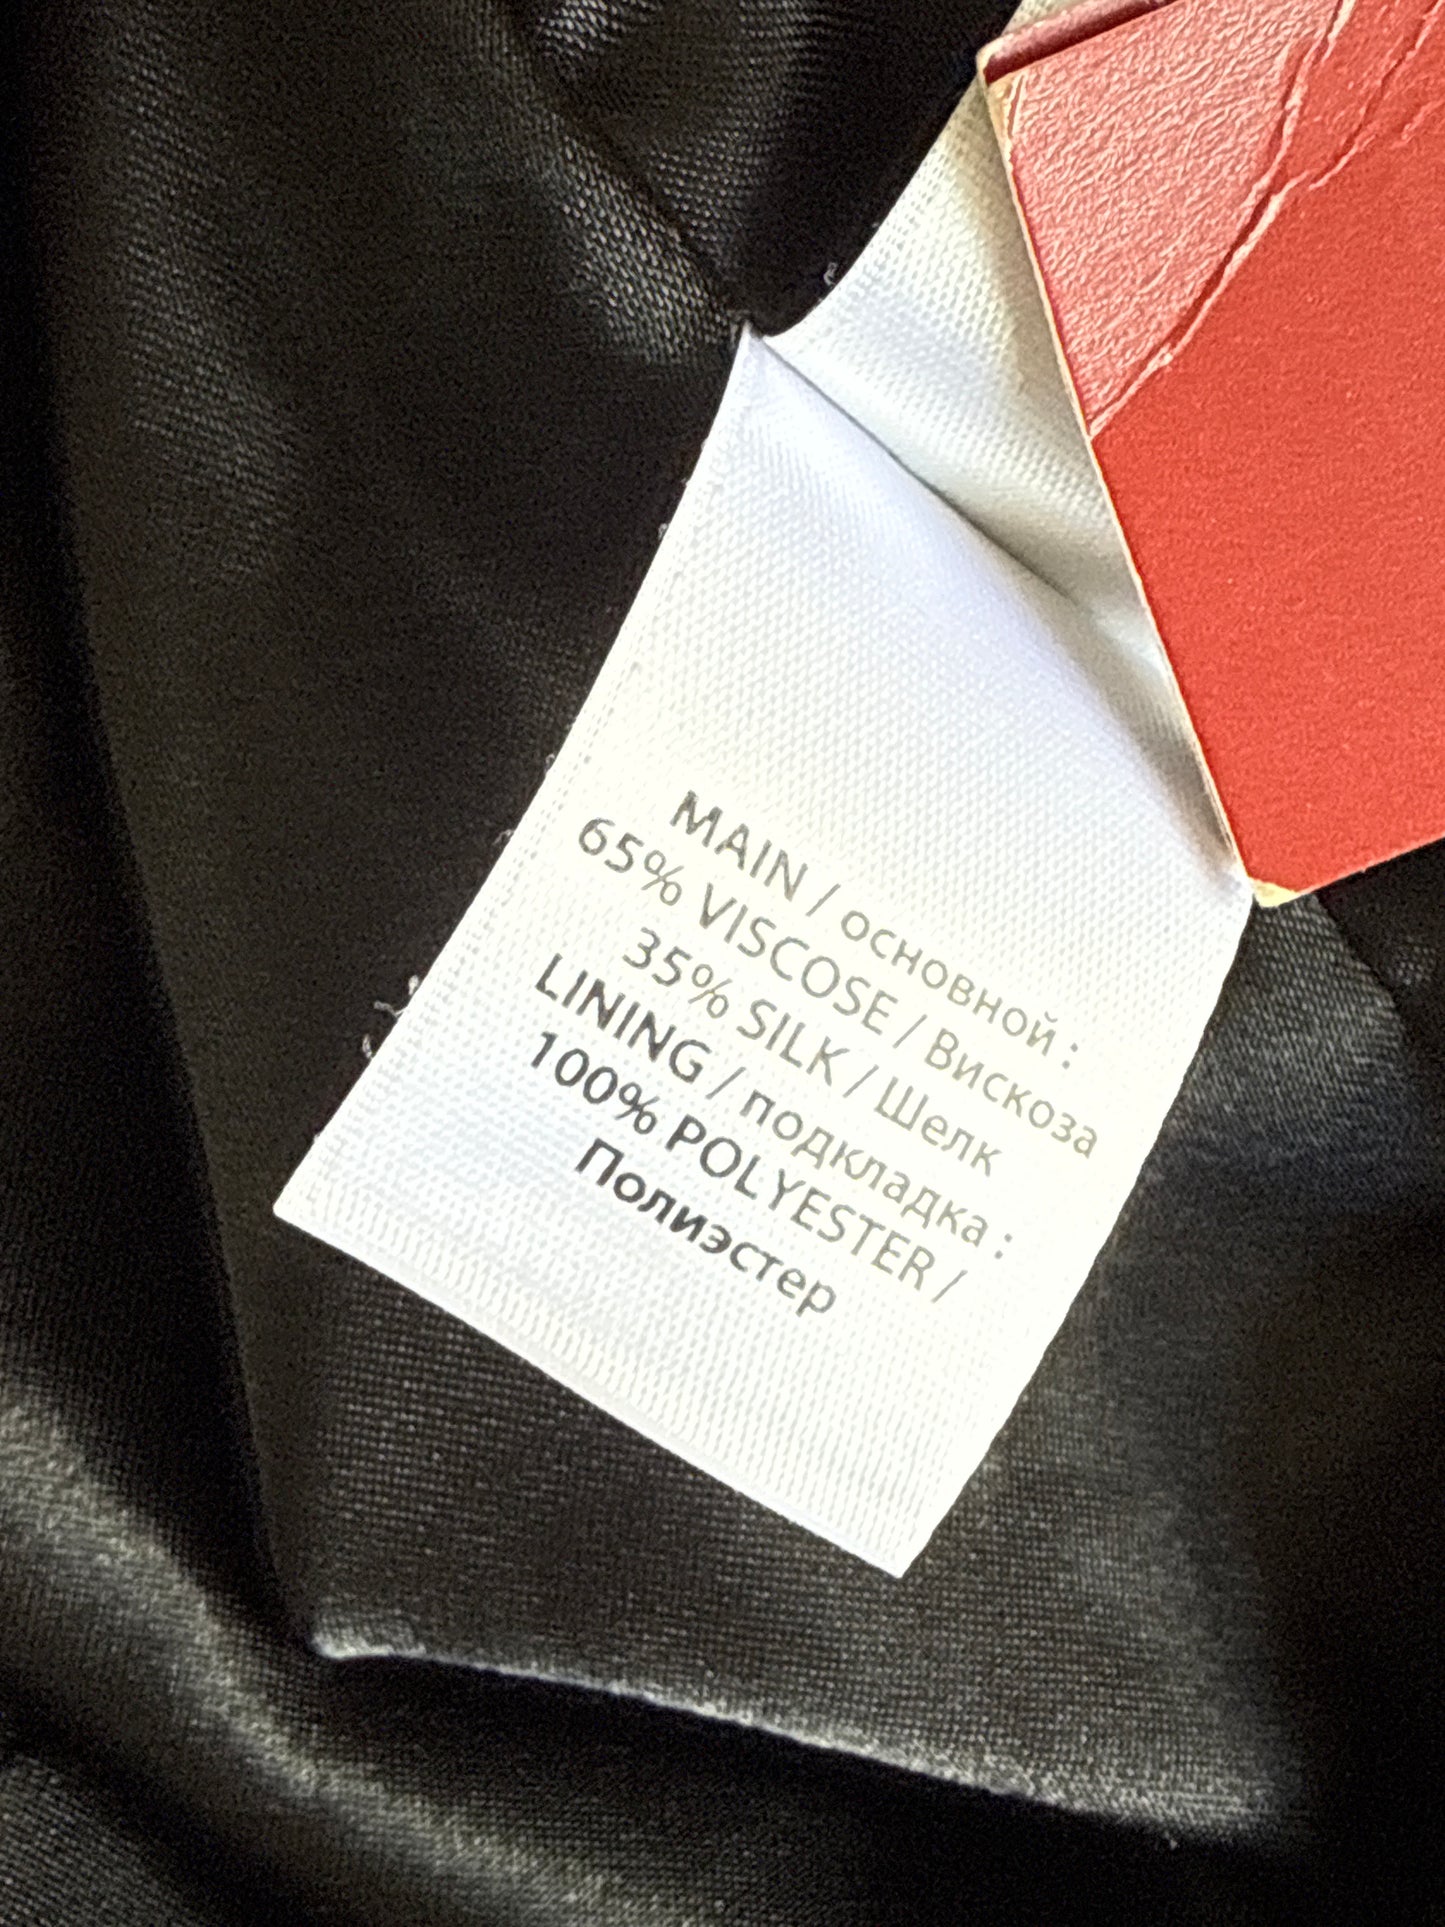 MAIN / основной :
65% VISCOSE / Вискоза
35% SILK / Шелк
LINING / подкладка :
100% POLYESTER /
Полиэстер